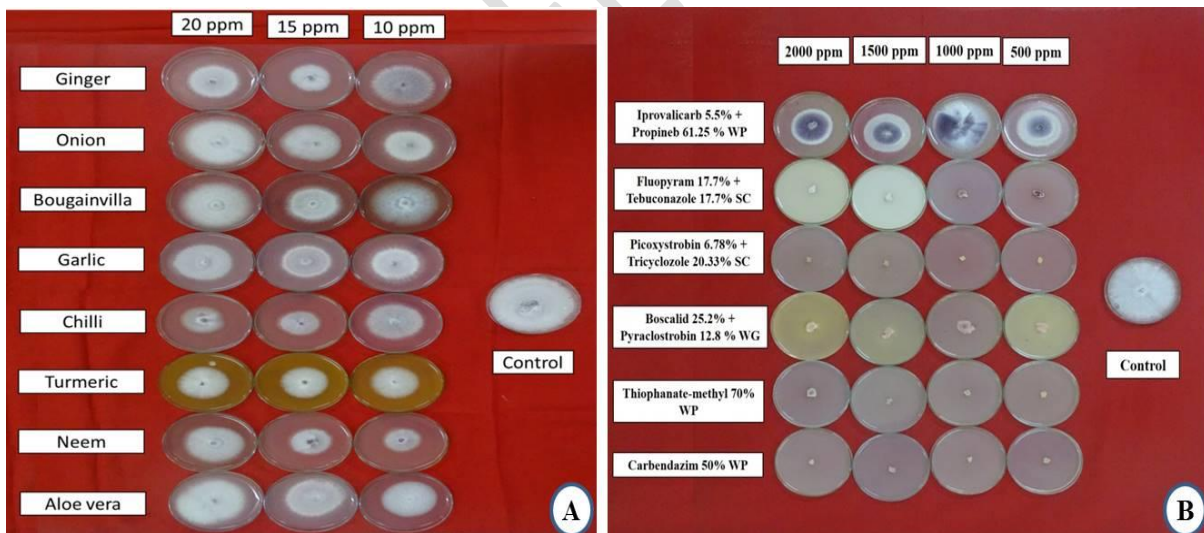 20 ppm 15 ppm 10 ppm
Ginger
Onion
Bougainvilla
Garlic
Chilli
Turmeric
Neem
Aloe vera
Control
A
2000 ppm 1500 ppm 1000 ppm 500 ppm
Iprovalicarb 5.5% +
Propineb 61.25 % WP
Fluopyram 17.7% +
Tebuconazole 17.7% SC
Picoxystrobin 6.78% +
Tricyclozole 20.33% SC
Boscalid 25.2% +
Pyraclostrobin 12.8 % WG
Thiophanate-methyl 70%
WP
Carbendazim 50% WP
Control
B